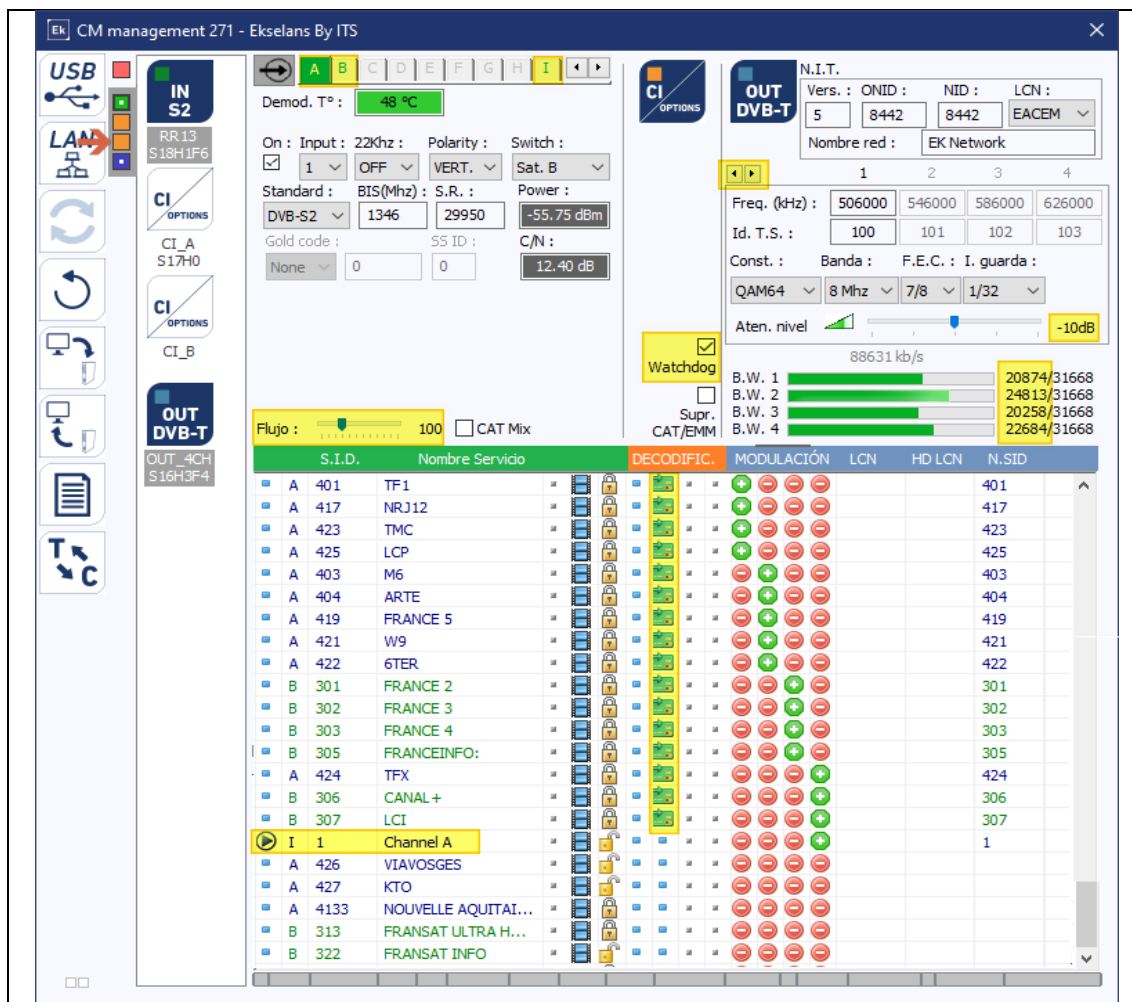 Ek CM management 271 - Ekselans By ITS
USB
LAN
T C
IN
S2
RR13
S18H1F6
CI
OPTIONS
CI_A
S17H0
CI
OPTIONS
CI_B
OUT
DVB-T
OUT_4CH
S16H3F4
A B C D E F G H I
Demod. Tº : 48 ºC
On : Input : 22Khz : Polarity : Switch :
1 OFF VERT. Sat. B
Standard : BIS(Mhz) : S.R. : Power :
DVB-S2 1346 29950 -55.75 dBm
Gold code : SS ID : C/N :
None 0 0 12.40 dB
Flujo : 100 CAT Mix
CI
OPTIONS
Watchdog
Supr.
CAT/EMM
OUT
DVB-T
N.I.T.
Vers. : ONID : NID : LCN :
5 8442 8442 EACEM
Nombre red : EK Network
1 2 3 4
Freq. (kHz) : 506000 546000 586000 626000
Id. T.S. : 100 101 102 103
Const. : Banda : F.E.C. : I. guarda :
QAM64 8 Mhz 7/8 1/32
Aten. nivel -10dB
88631 kb/s
B.W. 1 20874/31668
B.W. 2 24813/31668
B.W. 3 20258/31668
B.W. 4 22684/31668
S.I.D. Nombre Servicio DECODIFIC. MODULACIÓN LCN HD LCN N.SID
A 401 TF1 401
A 417 NRJ12 417
A 423 TMC 423
A 425 LCP 425
A 403 M6 403
A 404 ARTE 404
A 419 FRANCE 5 419
A 421 W9 421
A 422 6TER 422
B 301 FRANCE 2 301
B 302 FRANCE 3 302
B 303 FRANCE 4 303
B 305 FRANCEINFO: 305
A 424 TFX 424
B 306 CANAL+ 306
B 307 LCI 307
I 1 Channel A 1
A 426 VIAVOSGES
A 427 KTO
A 4133 NOUVELLE AQUITAI...
B 313 FRANSAT ULTRA H...
B 322 FRANSAT INFO